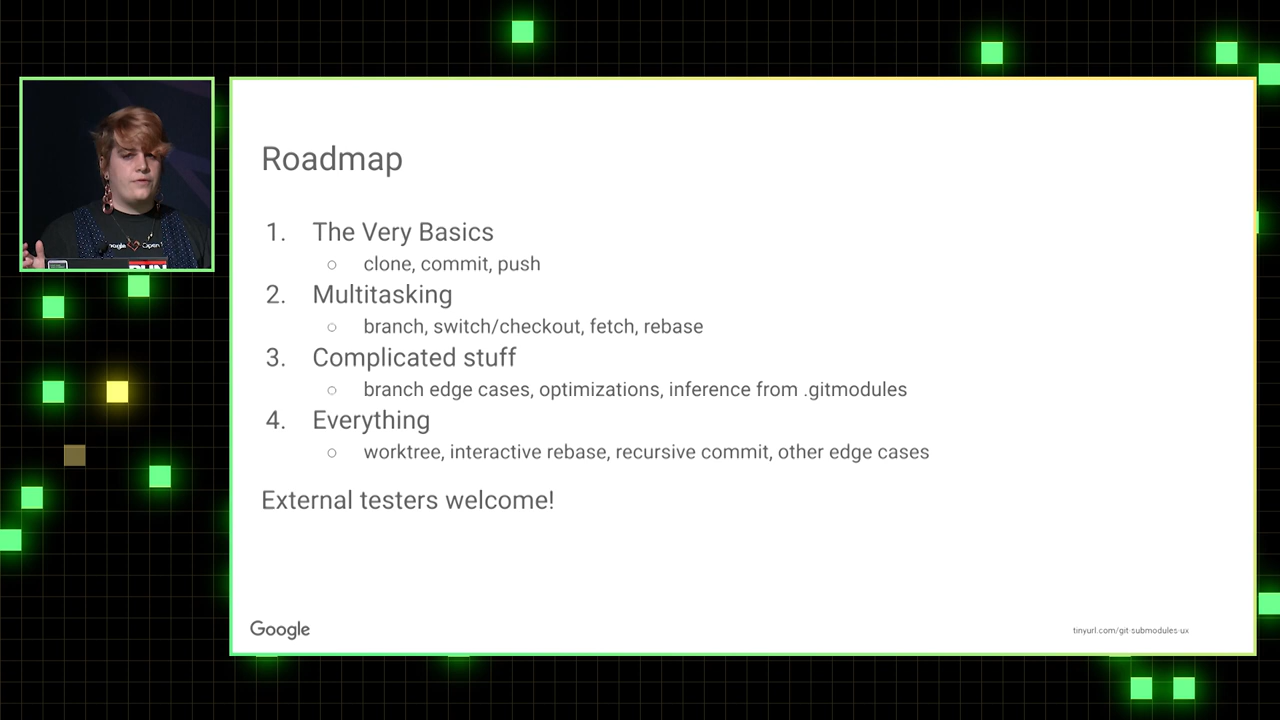 Roadmap
1. The Very Basics
○ clone, commit, push
2. Multitasking
○ branch, switch/checkout, fetch, rebase
3. Complicated stuff
○ branch edge cases, optimizations, inference from .gitmodules
4. Everything
○ worktree, interactive rebase, recursive commit, other edge cases
External testers welcome!
Google
tinyurl.com/git-submodules-ux